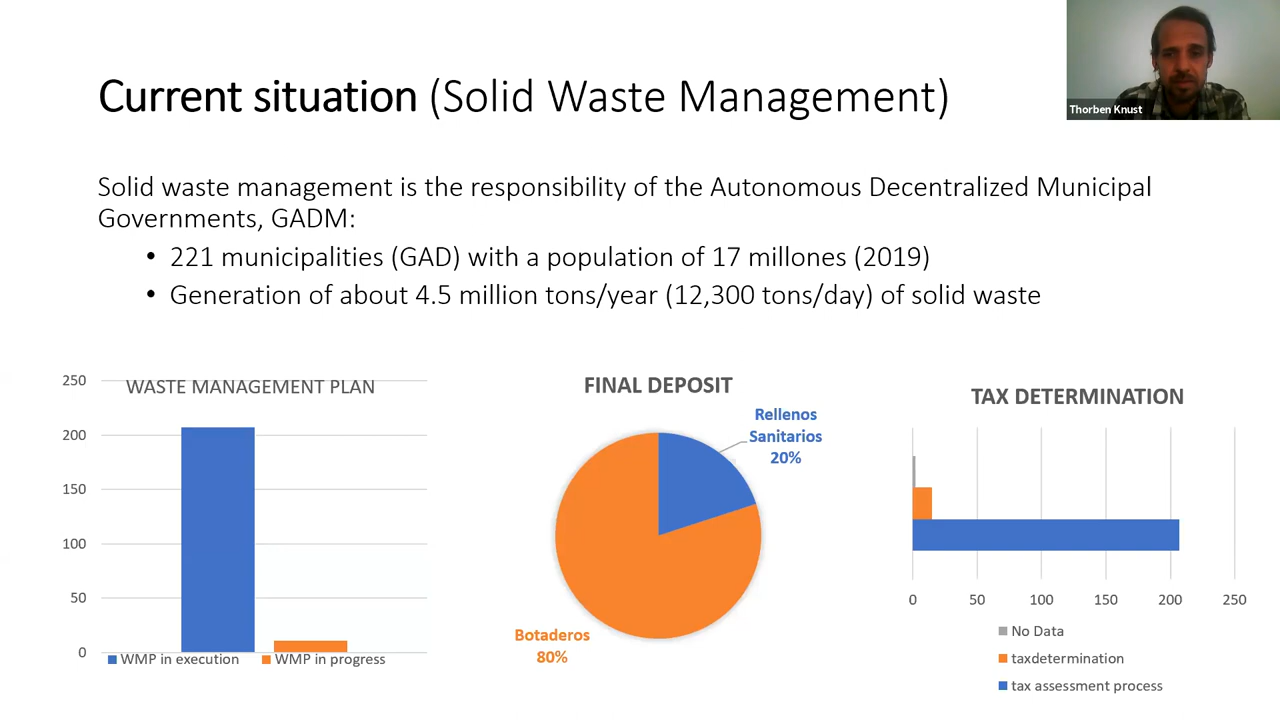 Current situation (Solid Waste Management)
Thorben Knust
Solid waste management is the responsibility of the Autonomous Decentralized Municipal
Governments, GADM:
• 221 municipalities (GAD) with a population of 17 millones (2019)
• Generation of about 4.5 million tons/year (12,300 tons/day) of solid waste
WASTE MANAGEMENT PLAN
250
200
150
100
50
0
WMP in execution WMP in progress
FINAL DEPOSIT
Rellenos
Sanitarios
20%
Botaderos
80%
TAX DETERMINATION
0 50 100 150 200 250
No Data
taxdetermination
tax assessment process